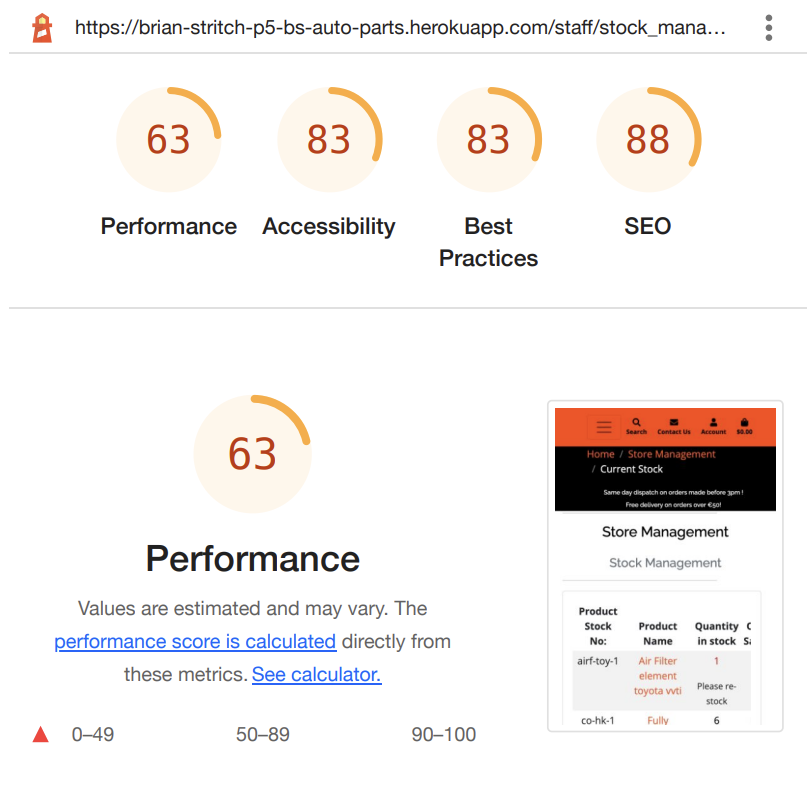 https://brian-stritch-p5-bs-auto-parts.herokuapp.com/staff/stock_mana…
63
83
83
88
Performance
Accessibility
Best
Practices
SEO
63
Performance
Values are estimated and may vary. The
performance score is calculated directly from
these metrics. See calculator.
0–49
50–89
90–100
Search
Contact Us
Account
$0.00
Home / Store Management
/ Current Stock
Same day dispatch on orders made before 3pm !
Free delivery on orders over €50!
Store Management
Stock Management
Product
Stock
No:
Product
Name
Quantity
in stock
airf-toy-1
Air Filter
element
toyota vvti
1
Please re-
stock
co-hk-1
Fully
6